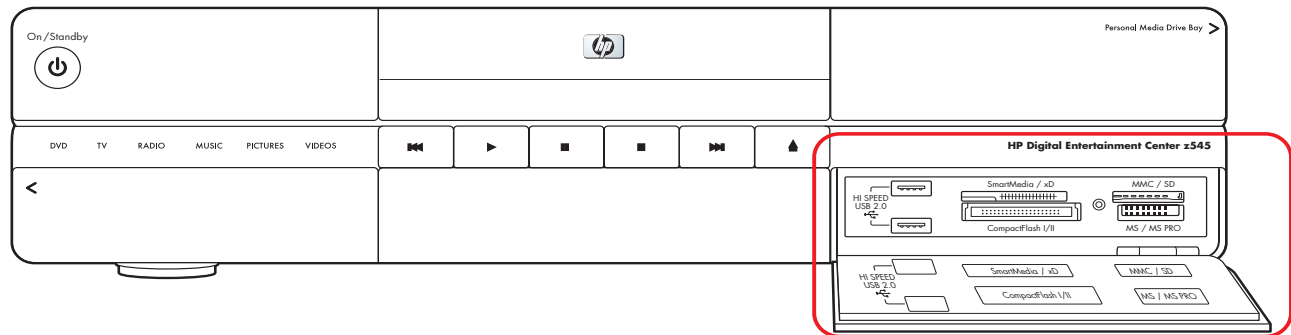 On/Standby
hp
Personal Media Drive Bay >
DVD TV RADIO MUSIC PICTURES VIDEOS
HP Digital Entertainment Center z545
<
HI SPEED
USB 2.0
SmartMedia / xD
CompactFlash I/II
MMC / SD
MS / MS PRO
HI SPEED
USB 2.0
SmartMedia / xD
CompactFlash I/II
MMC / SD
MS / MS PRO